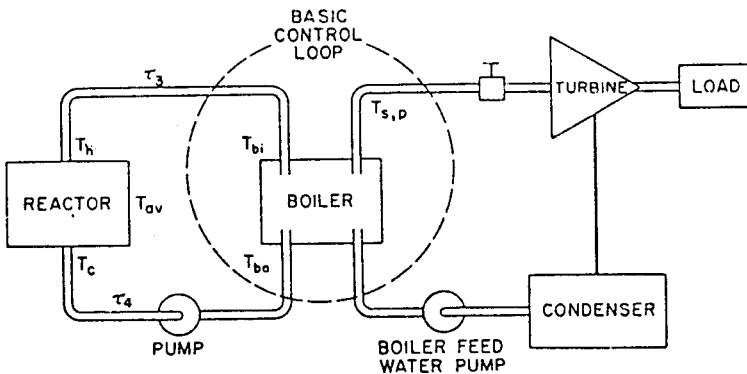 BASIC
CONTROL
LOOP
τ3
Th
Tbi
Ts,p
TURBINE
LOAD
REACTOR
Tav
BOILER
Tc
Tbo
τ4
PUMP
BOILER FEED
WATER PUMP
CONDENSER